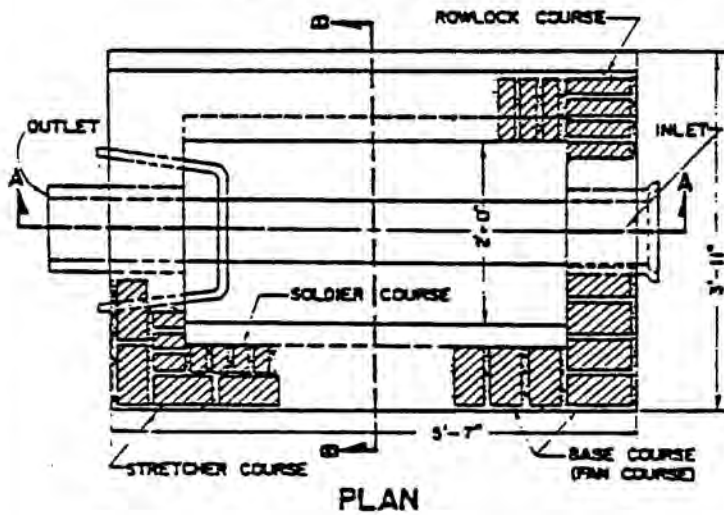 B
ROWLOCK COURSE
OUTLET
INLET
A
A
2'-0"
3'-11"
SOLDIER COURSE
5'-7"
B
STRETCHER COURSE
BASE COURSE
(FAN COURSE)
PLAN